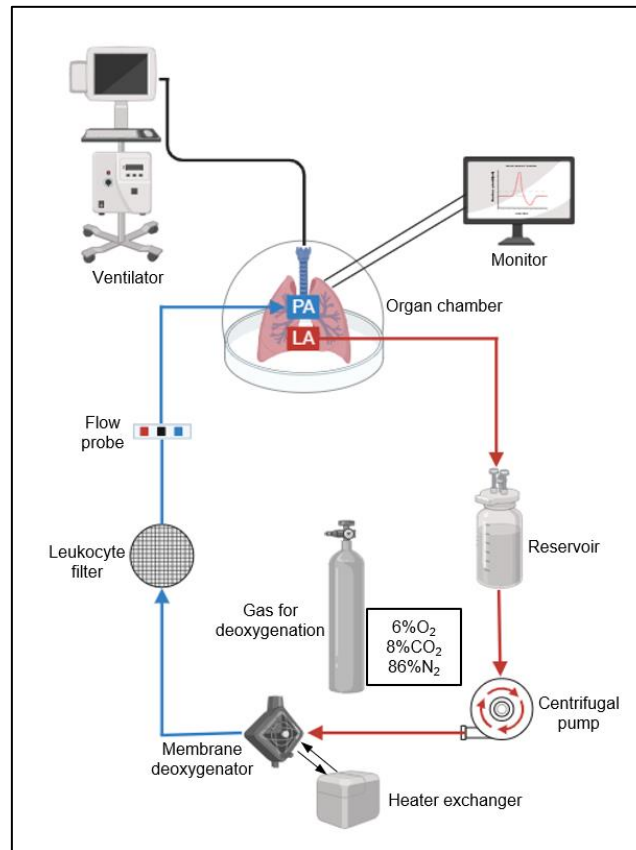 Ventilator
Monitor
Organ chamber
PA
LA
Flow
probe
Leukocyte
filter
Reservoir
Gas for
deoxygenation
6%O₂
8%CO₂
86%N₂
Centrifugal
pump
Membrane
deoxygenator
Heater exchanger